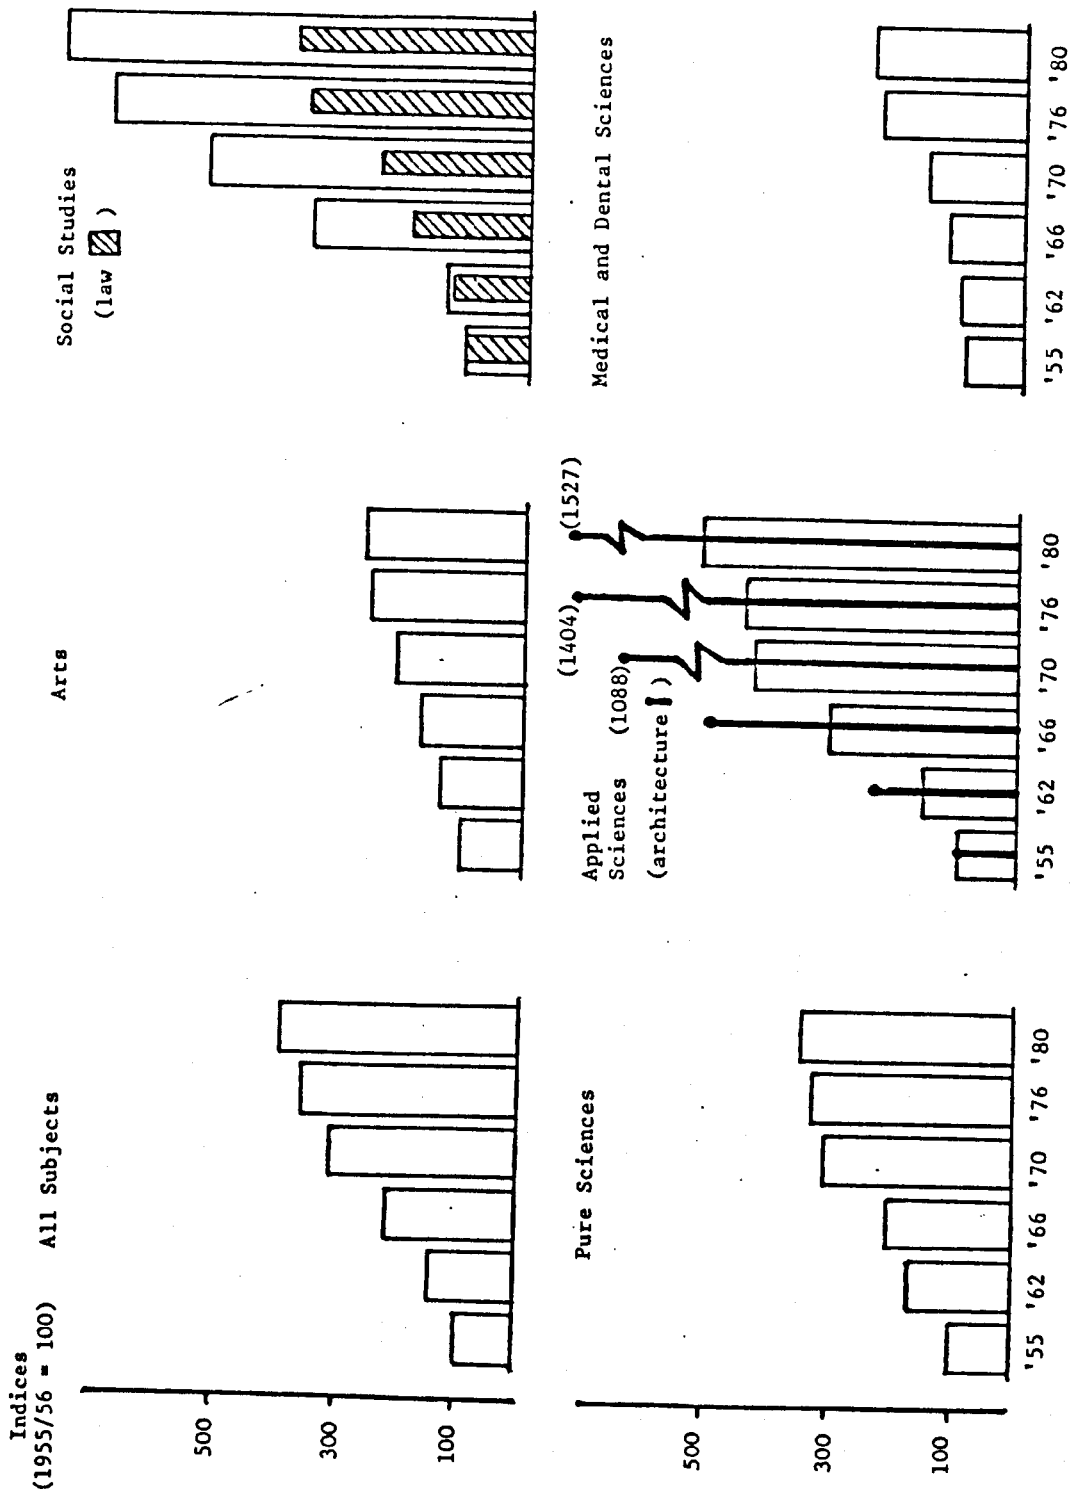 Indices
(1955/56 = 100)
All Subjects
Arts
Social Studies
(law )
500
300
100
Pure Sciences
Applied
Sciences
(architecture )
(1088)
(1404)
(1527)
Medical and Dental Sciences
500
300
100
'55 '62 '66 '70 '76 '80
'55 '62 '66 '70 '76 '80
'55 '62 '66 '70 '76 '80